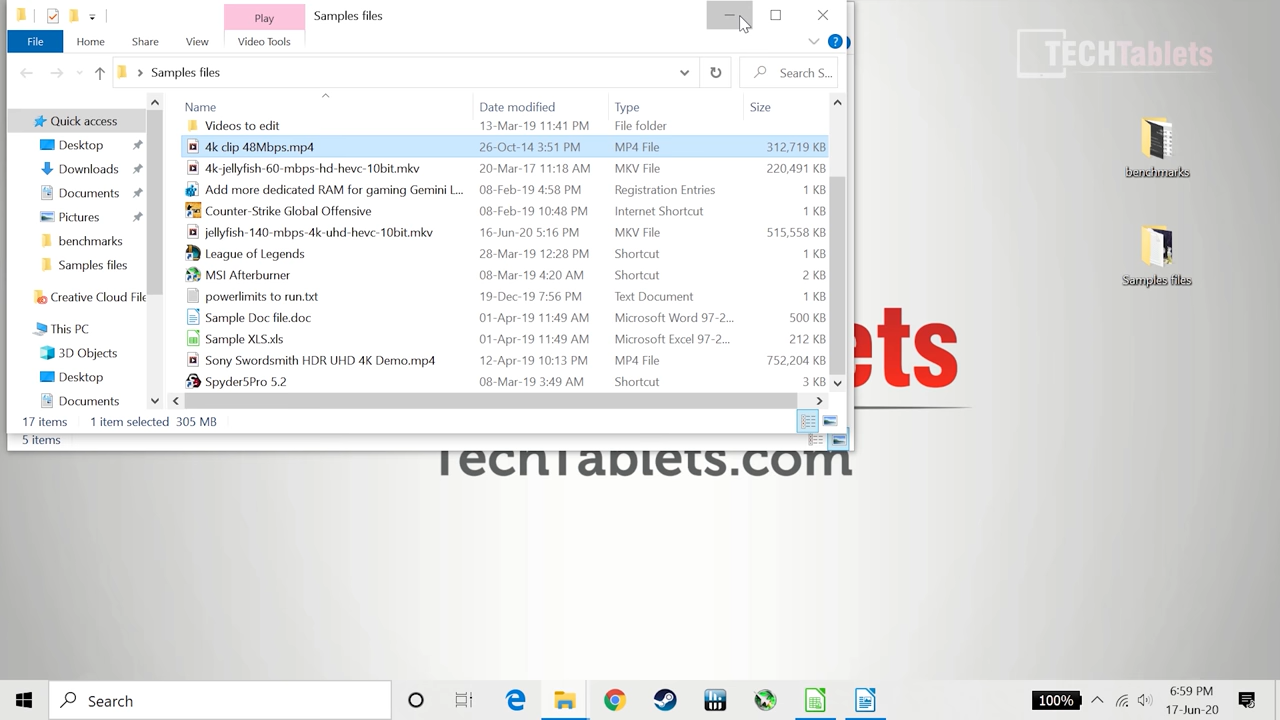 Play
Samples files
File
Home
Share
View
Video Tools
Samples files
Search S...
Quick access
Desktop
Downloads
Documents
Pictures
benchmarks
Samples files
Creative Cloud File
This PC
3D Objects
Desktop
Documents
Name Date modified Type Size
Videos to edit 13-Mar-19 11:41 PM File folder
4k clip 48Mbps.mp4 26-Oct-14 3:51 PM MP4 File 312,719 KB
4k-jellyfish-60-mbps-hd-hevc-10bit.mkv 20-Mar-17 11:18 AM MKV File 220,491 KB
Add more dedicated RAM for gaming Gemini L... 08-Feb-19 4:58 PM Registration Entries 1 KB
Counter-Strike Global Offensive 08-Feb-19 10:48 PM Internet Shortcut 1 KB
jellyfish-140-mbps-4k-uhd-hevc-10bit.mkv 16-Jun-20 5:16 PM MKV File 515,558 KB
League of Legends 28-Mar-19 12:28 PM Shortcut 1 KB
MSI Afterburner 08-Mar-19 4:20 AM Shortcut 2 KB
powerlimits to run.txt 19-Dec-19 7:56 PM Text Document 1 KB
Sample Doc file.doc 01-Apr-19 11:49 AM Microsoft Word 97-2... 500 KB
Sample XLS.xls 01-Apr-19 11:49 AM Microsoft Excel 97-2... 212 KB
Sony Swordsmith HDR UHD 4K Demo.mp4 12-Apr-19 10:13 PM MP4 File 752,204 KB
Spyder5Pro 5.2 08-Mar-19 3:49 AM Shortcut 3 KB
17 items 1 item selected 305 MB
5 items
TECHTablets
benchmarks
Samples files
ets
TechTablets.com
Search
100%
6:59 PM
17-Jun-20